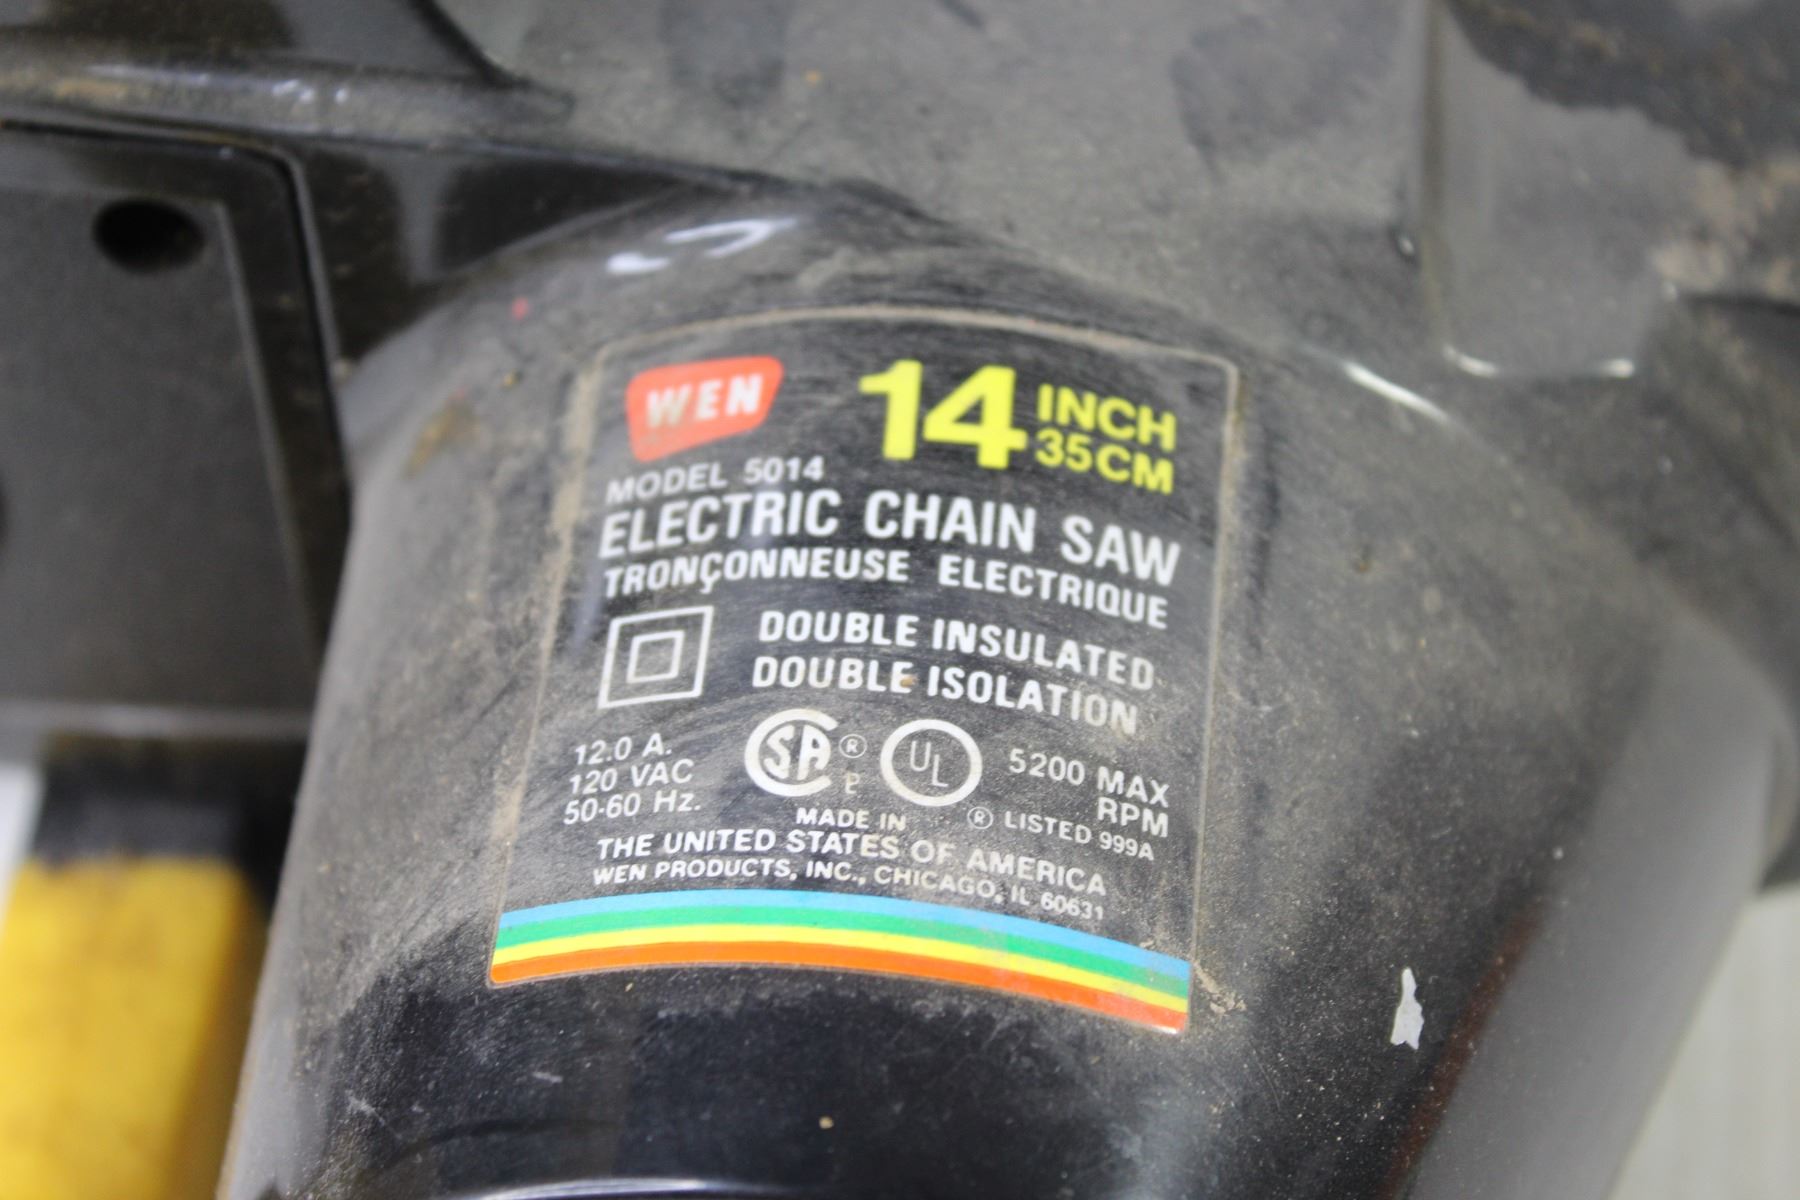 WEN
14 INCH
35CM
MODEL 5014
ELECTRIC CHAIN SAW
TRONÇONNEUSE ELECTRIQUE
DOUBLE INSULATED
DOUBLE ISOLATION
12.0 A.
120 VAC
50-60 Hz.
SA ®
UL
5200 MAX
RPM
® LISTED 999A
MADE IN
THE UNITED STATES OF AMERICA
WEN PRODUCTS, INC., CHICAGO, IL 60631